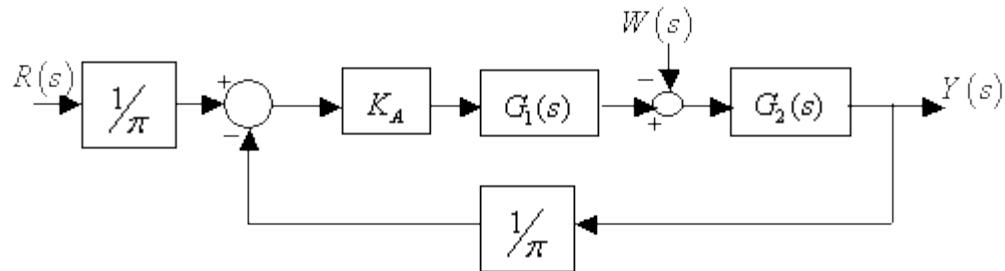 W(s)
R(s) 1/π + − K_A G_1(s) − + G_2(s) Y(s)
1/π